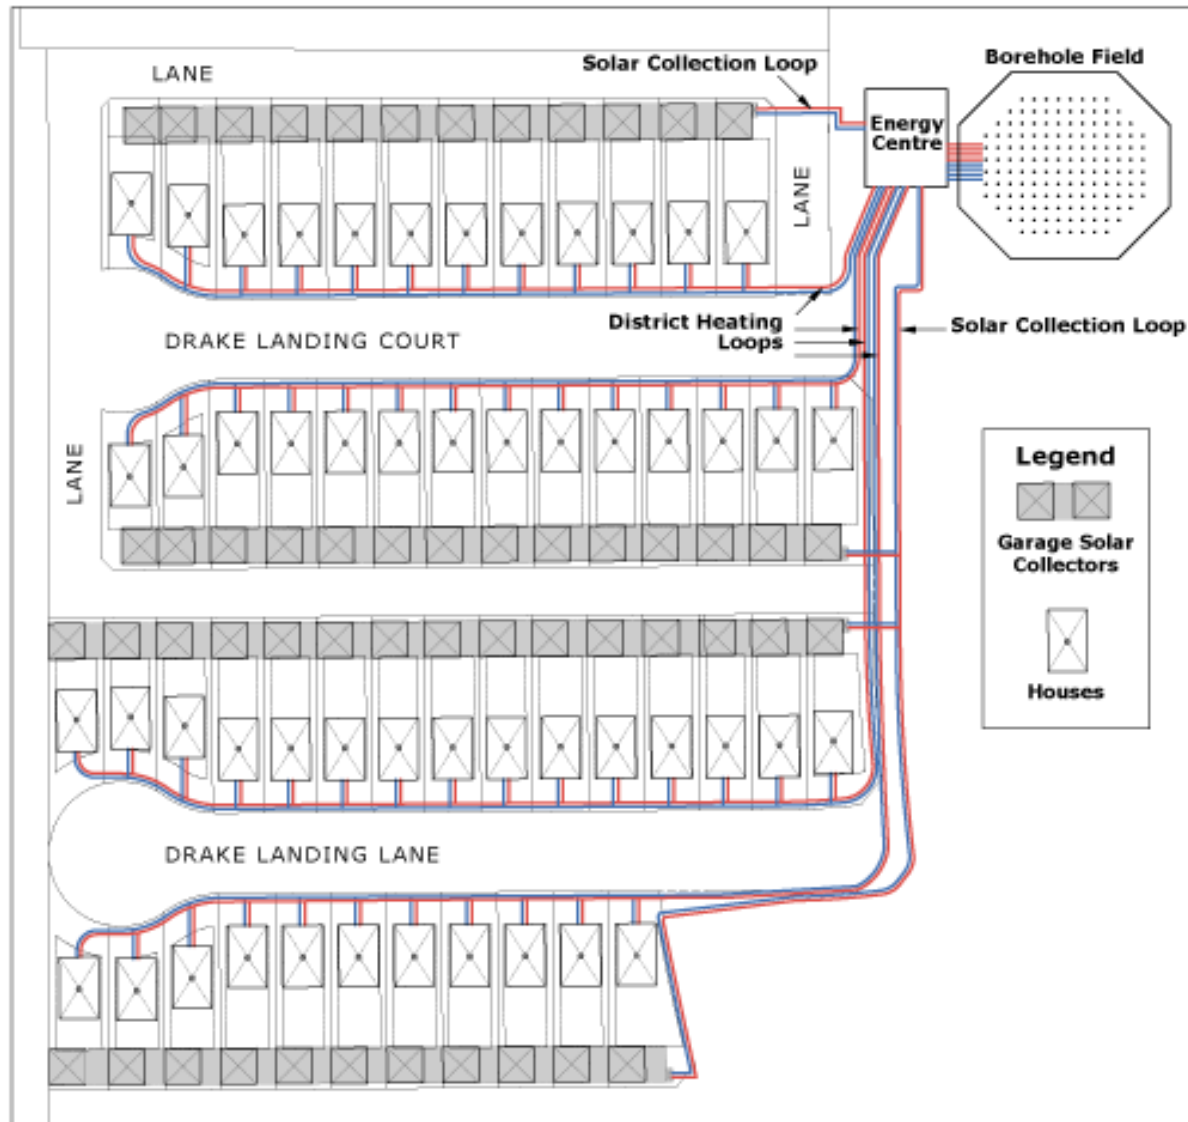 Solar Collection Loop
Borehole Field
LANE
Energy
Centre
LANE
District Heating
Loops
Solar Collection Loop
DRAKE LANDING COURT
LANE
Legend
Garage Solar
Collectors
Houses
DRAKE LANDING LANE